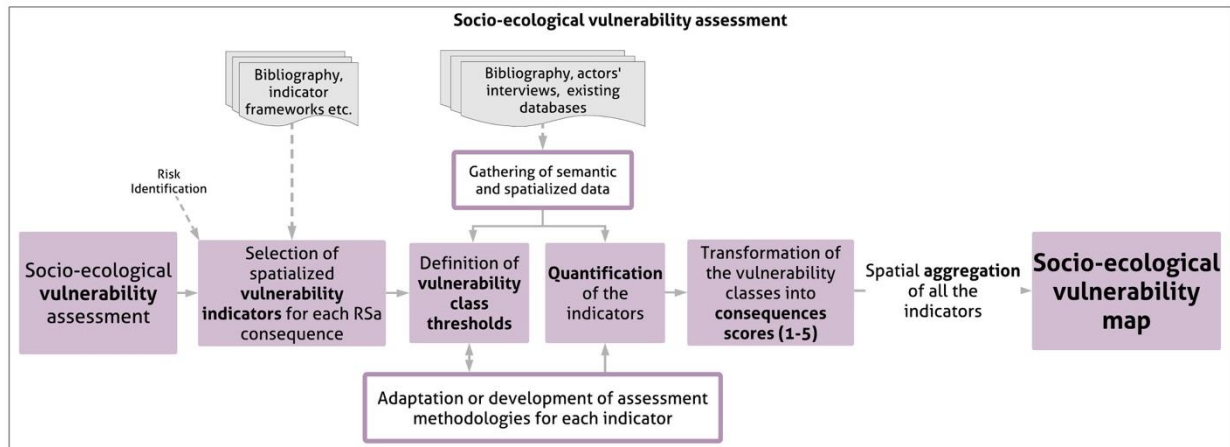 Socio-ecological vulnerability assessment
Bibliography,
indicator
frameworks etc.
Bibliography, actors'
interviews, existing
databases
Gathering of semantic
and spatialized data
Risk
Identification
Socio-ecological
vulnerability
assessment
Selection of
spatialized
vulnerability
indicators for each RSa
consequence
Definition of
vulnerability
class
thresholds
Quantification
of the
indicators
Transformation of
the vulnerability
classes into
consequences
scores (1-5)
Spatial aggregation
of all the
indicators
Socio-ecological
vulnerability
map
Adaptation or development of assessment
methodologies for each indicator